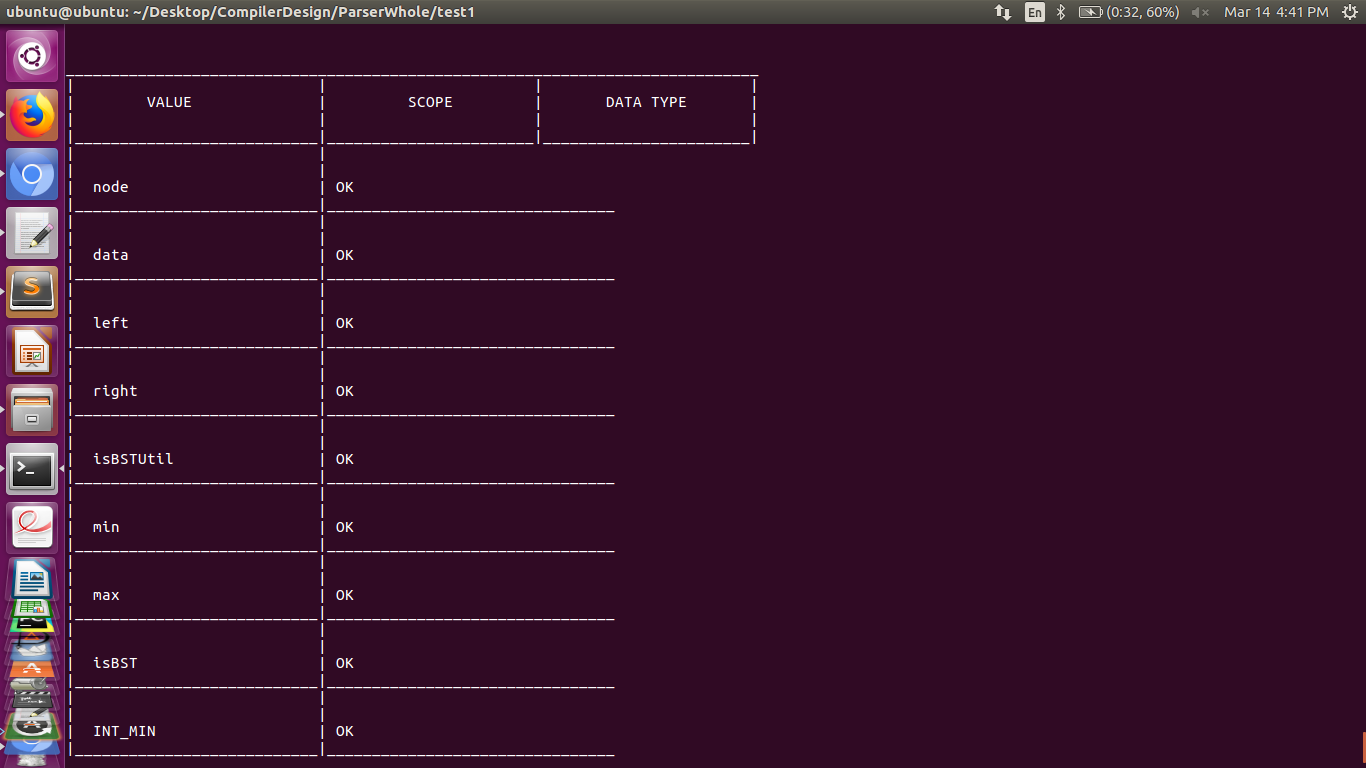 ubuntu@ubuntu: ~/Desktop/CompilerDesign/ParserWhole/test1 En (0:32, 60%) Mar 14 4:41 PM
VALUE SCOPE DATA TYPE
node OK
data OK
left OK
right OK
isBSTUtil OK
min OK
max OK
isBST OK
INT_MIN OK